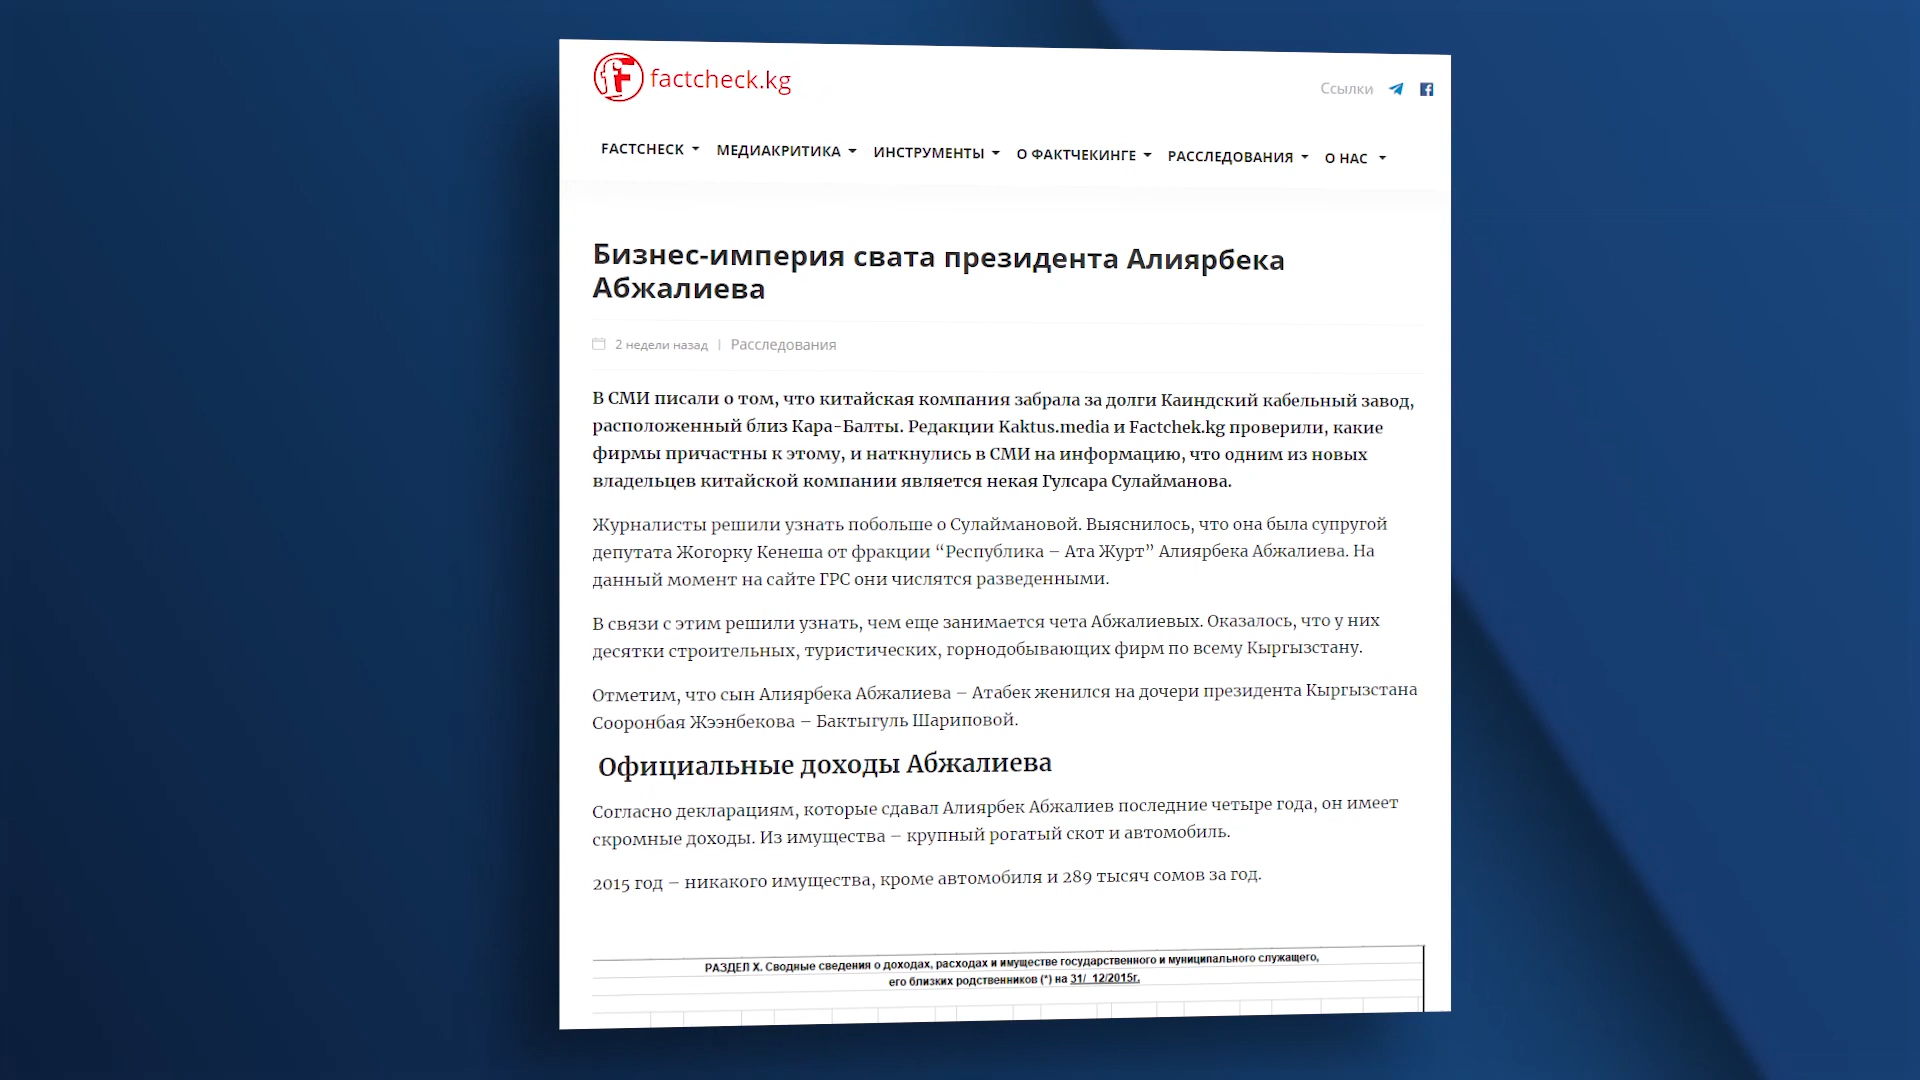 factcheck.kg
Ссылки
FACTCHECK МЕДИАКРИТИКА ИНСТРУМЕНТЫ О ФАКТЧЕКИНГЕ РАССЛЕДОВАНИЯ О НАС
Бизнес-империя свата президента Алиярбека
Абжалиева
2 недели назад | Расследования
В СМИ писали о том, что китайская компания забрала за долги Каиндский кабельный завод,
расположенный близ Кара-Балты. Редакции Kaktus.media и Factchek.kg проверили, какие
фирмы причастны к этому, и наткнулись в СМИ на информацию, что одним из новых
владельцев китайской компании является некая Гулсара Сулайманова.
Журналисты решили узнать побольше о Сулаймановой. Выяснилось, что она была супругой
депутата Жогорку Кенеша от фракции “Республика – Ата Журт” Алиярбека Абжалиева. На
данный момент на сайте ГРС они числятся разведенными.
В связи с этим решили узнать, чем еще занимается чета Абжалиевых. Оказалось, что у них
десятки строительных, туристических, горнодобывающих фирм по всему Кыргызстану.
Отметим, что сын Алиярбека Абжалиева – Атабек женился на дочери президента Кыргызстана
Сооронбая Жээнбекова – Бактыгуль Шариповой.
Официальные доходы Абжалиева
Согласно декларациям, которые сдавал Алиярбек Абжалиев последние четыре года, он имеет
скромные доходы. Из имущества – крупный рогатый скот и автомобиль.
2015 год – никакого имущества, кроме автомобиля и 289 тысяч сомов за год.
РАЗДЕЛ X. Сводные сведения о доходах, расходах и имуществе государственного и муниципального служащего,
его близких родственников (*) на 31/_12/2015г.